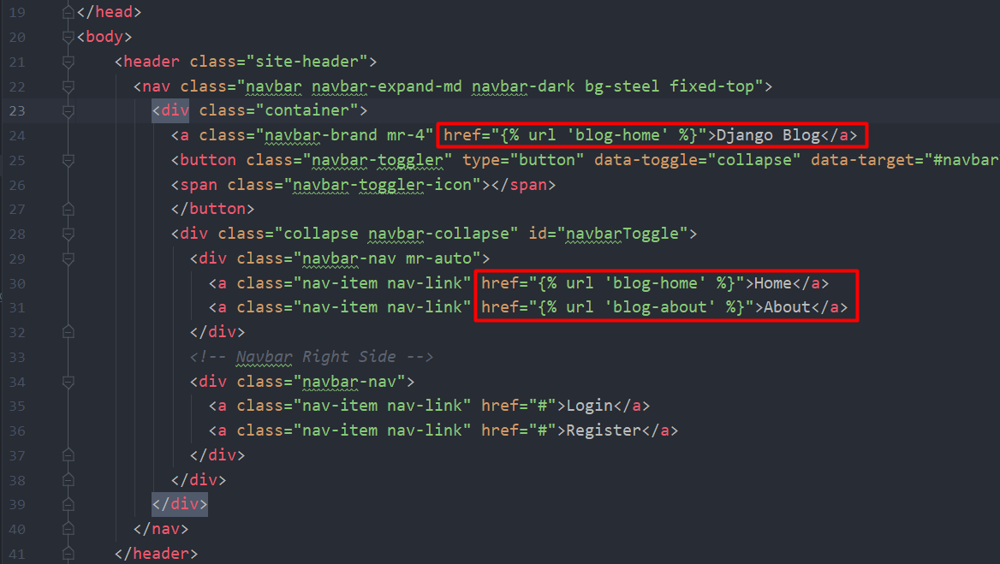 19 </head>
20 <body>
21 <header class="site-header">
22 <nav class="navbar navbar-expand-md navbar-dark bg-steel fixed-top">
23 <div class="container">
24 <a class="navbar-brand mr-4" href="{% url 'blog-home' %}">Django Blog</a>
25 <button class="navbar-toggler" type="button" data-toggle="collapse" data-target="#navbar
26 <span class="navbar-toggler-icon"></span>
27 </button>
28 <div class="collapse navbar-collapse" id="navbarToggle">
29 <div class="navbar-nav mr-auto">
30 <a class="nav-item nav-link" href="{% url 'blog-home' %}">Home</a>
31 <a class="nav-item nav-link" href="{% url 'blog-about' %}">About</a>
32 </div>
33 <!-- Navbar Right Side -->
34 <div class="navbar-nav">
35 <a class="nav-item nav-link" href="#">Login</a>
36 <a class="nav-item nav-link" href="#">Register</a>
37 </div>
38 </div>
39 </div>
40 </nav>
41 </header>